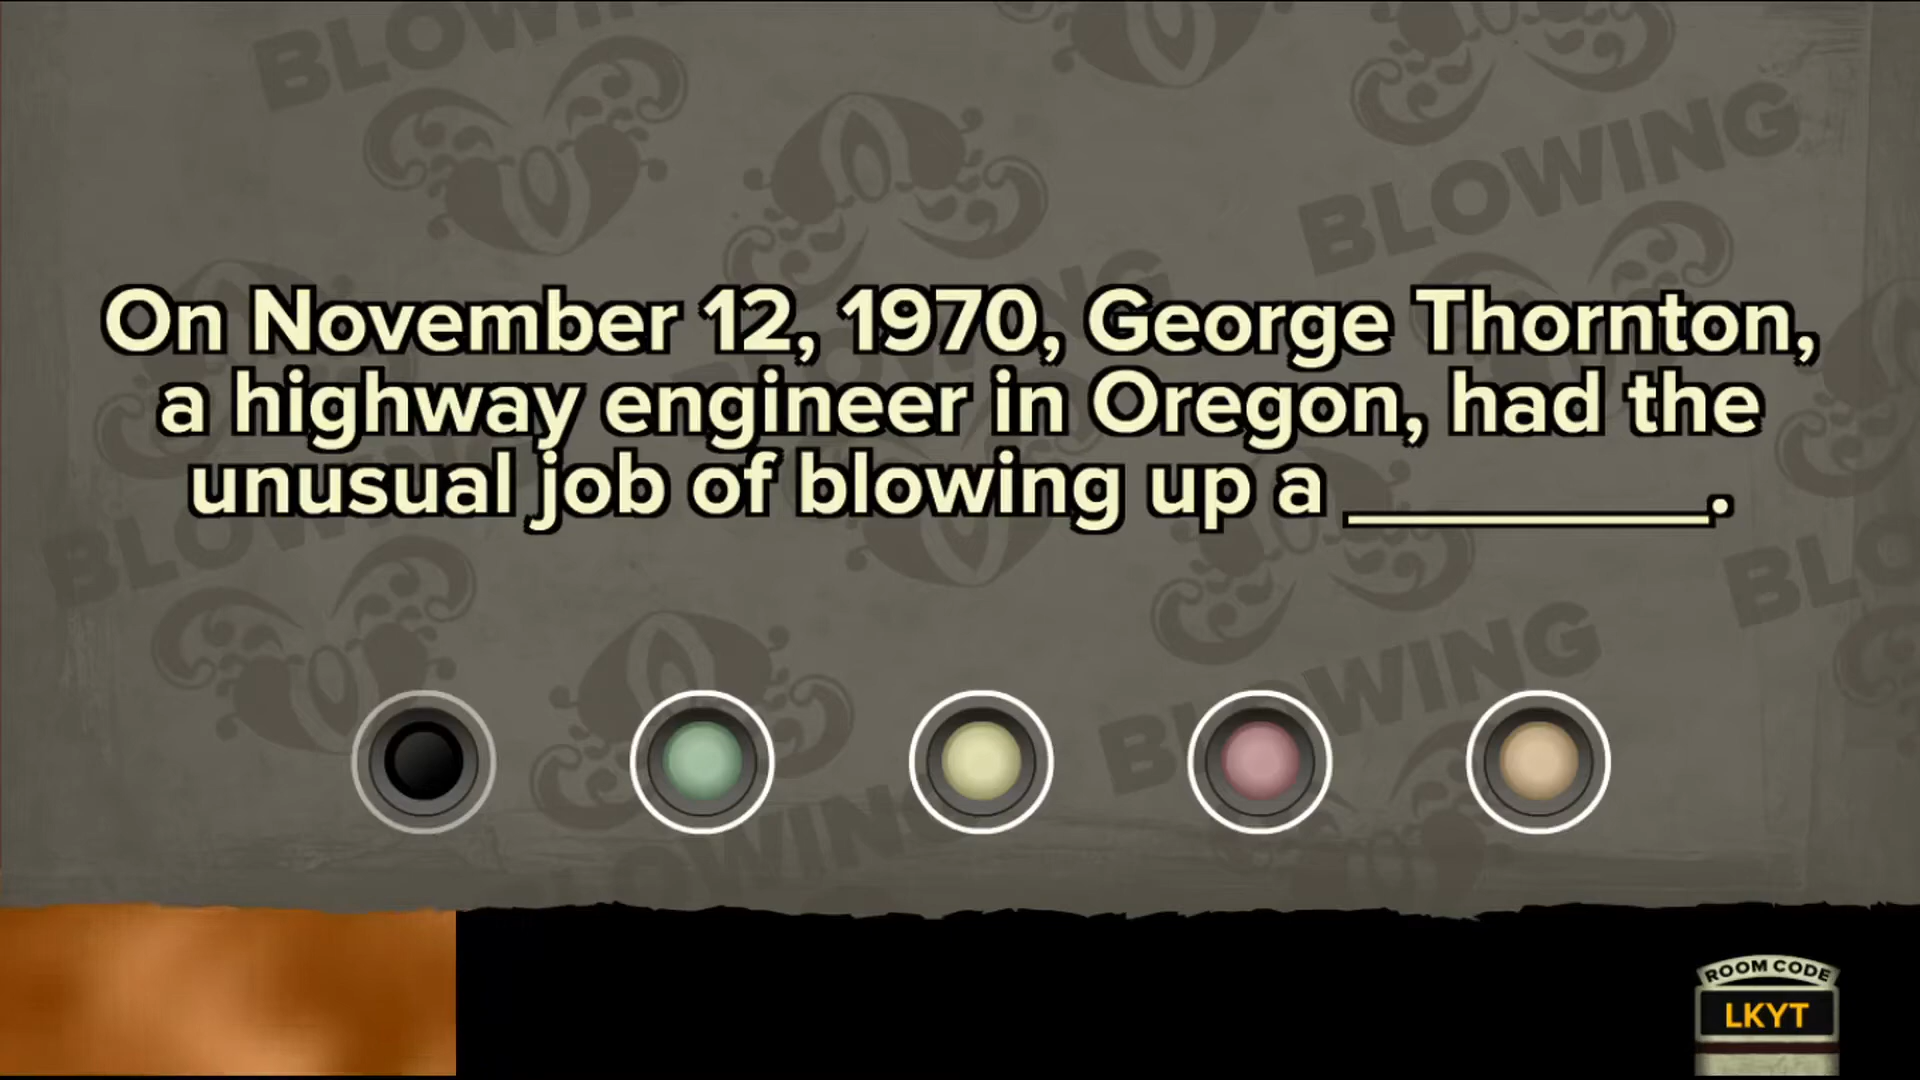 BLOWING
BLOWING
On November 12, 1970, George Thornton,
a highway engineer in Oregon, had the
unusual job of blowing up a ________.
BLOWING
ROOM CODE
LKYT